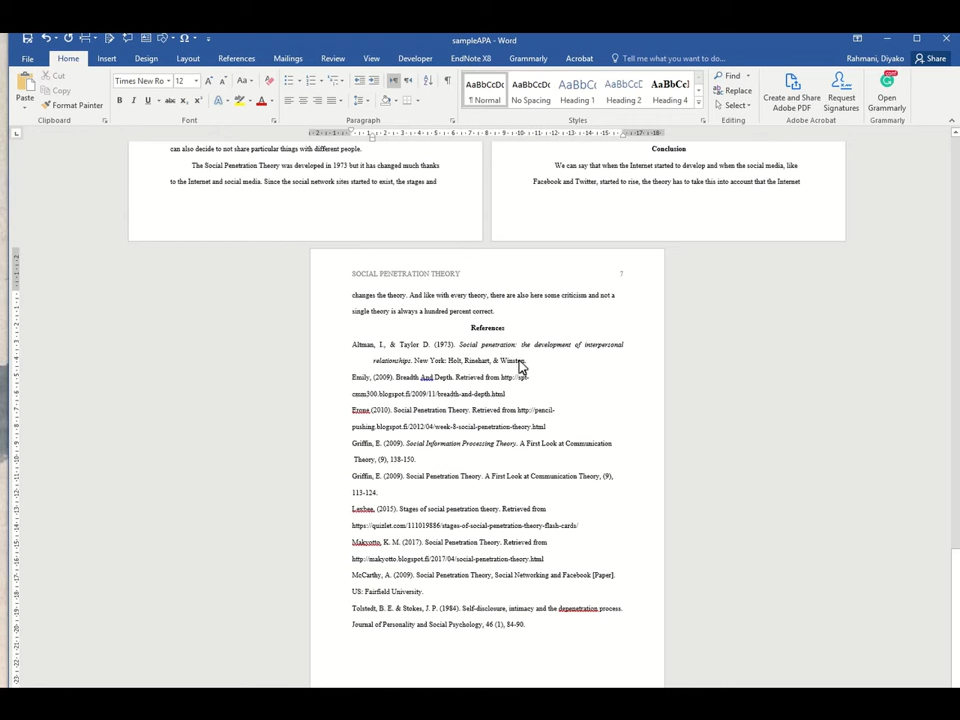 sampleAPA - Word
Rahmani, Diyako
File Home Insert Design Layout References Mailings Review View Developer EndNote X8 Grammarly Acrobat Tell me what you want to do... Share
Paste Cut
Copy
Format Painter
Times New Ro 12
AaBbCcDc AaBbCcDc AaBbCc AaBbCcD AaBbCcI
¶ Normal No Spacing Heading 1 Heading 2 Heading 4
Find
Replace
Select
Create and Share Adobe PDF
Request Signatures
Open Grammarly
Clipboard Font Paragraph Styles Editing Adobe Acrobat Grammarly
can also decide to not share particular things with different people.
The Social Penetration Theory was developed in 1973 but it has changed much thanks
to the Internet and social media. Since the social network sites started to exist, the stages and
Conclusion
We can say that when the Internet started to develop and when the social media, like
Facebook and Twitter, started to rise, the theory has to take this into account that the Internet
SOCIAL PENETRATION THEORY 7
changes the theory. And like with every theory, there are also here some criticism and not a
single theory is always a hundred percent correct.
References
Altman, I., & Taylor D. (1973). Social penetration: the development of interpersonal
relationships. New York: Holt, Rinehart, & Winston.
Emily, (2009). Breadth And Depth. Retrieved from http://spt-
cmm300.blogspot.fi/2009/11/breadth-and-depth.html
Erone (2010). Social Penetration Theory. Retrieved from http://pencil-
pushing.blogspot.fi/2012/04/week-8-social-penetration-theory.html
Griffin, E. (2009). Social Information Processing Theory. A First Look at Communication
Theory, (9), 138-150.
Griffin, E. (2009). Social Penetration Theory. A First Look at Communication Theory, (9),
113-124.
Lexbee, (2015). Stages of social penetration theory. Retrieved from
https://quizlet.com/111019886/stages-of-social-penetration-theory-flash-cards/
Makyotto, K. M. (2017). Social Penetration Theory. Retrieved from
http://makyotto.blogspot.fi/2017/04/social-penetration-theory.html
McCarthy, A. (2009). Social Penetration Theory, Social Networking and Facebook [Paper].
US: Fairfield University.
Tolstedt, B. E. & Stokes, J. P. (1984). Self-disclosure, intimacy and the depenetration process.
Journal of Personality and Social Psychology, 46 (1), 84-90.